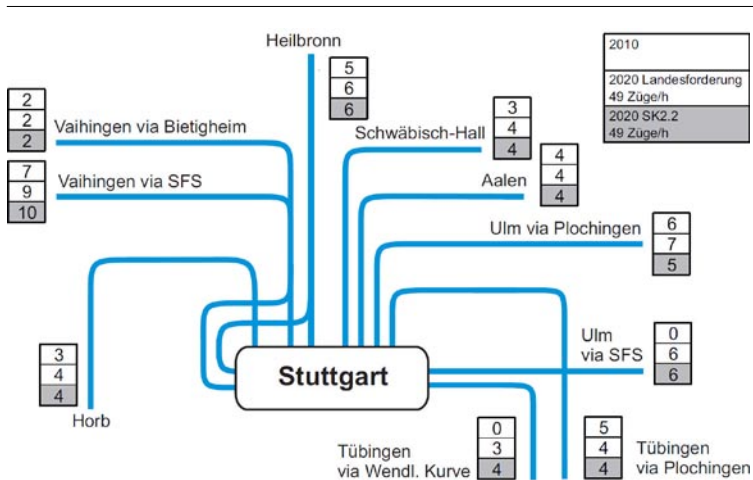 Heilbronn
5
6
6
2010
2020 Landesforderung
49 Züge/h
2020 SK2.2
49 Züge/h
2
2
2
Vaihingen via Bietigheim
3
4
4
Schwäbisch-Hall
7
9
10
Vaihingen via SFS
4
4
4
Aalen
Ulm via Plochingen
6
7
5
Ulm
via SFS
0
6
6
3
4
4
Horb
Stuttgart
Tübingen
via Wendl. Kurve
0
3
4
5
4
4
Tübingen
via Plochingen